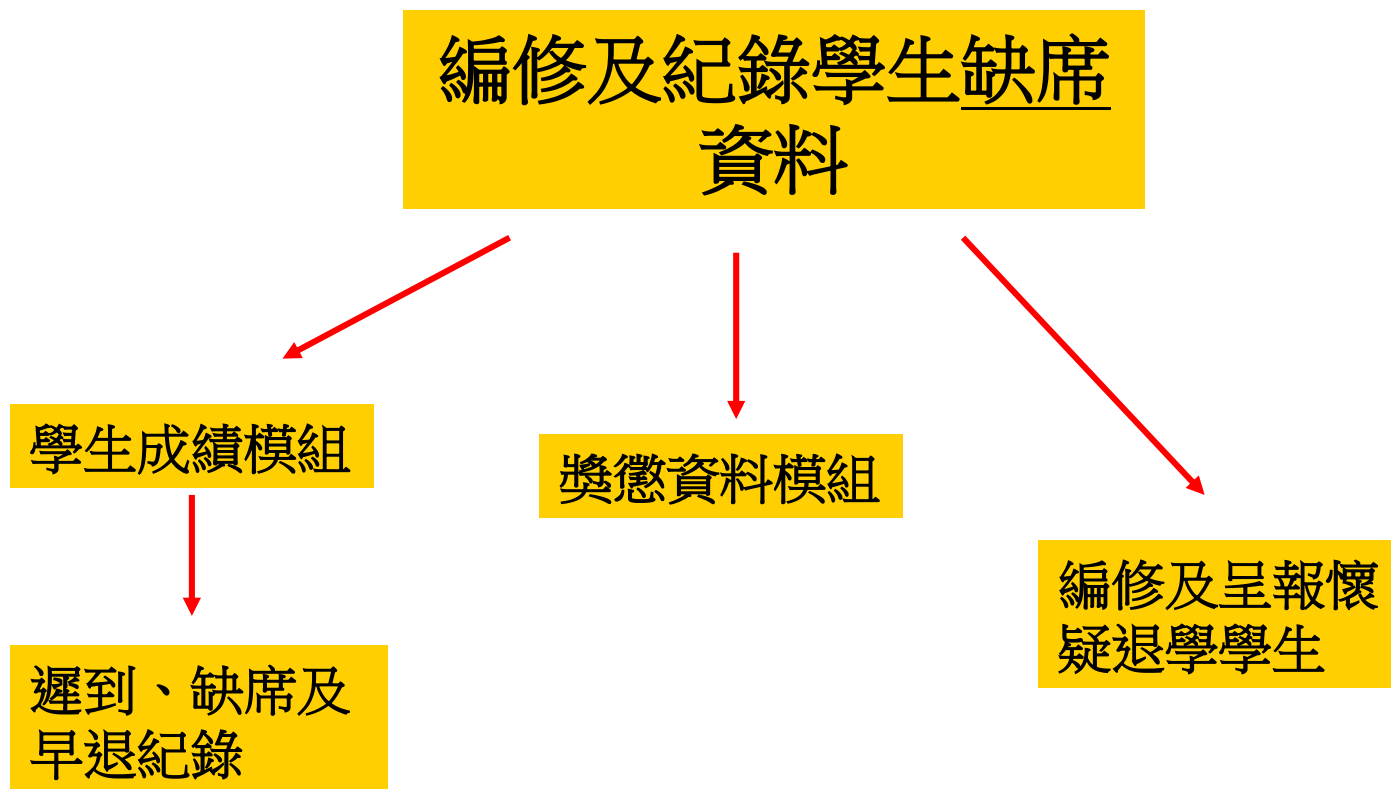 編修及紀錄學生缺席
資料
學生成績模組
獎懲資料模組
編修及呈報懷
疑退學學生
遲到、缺席及
早退紀錄